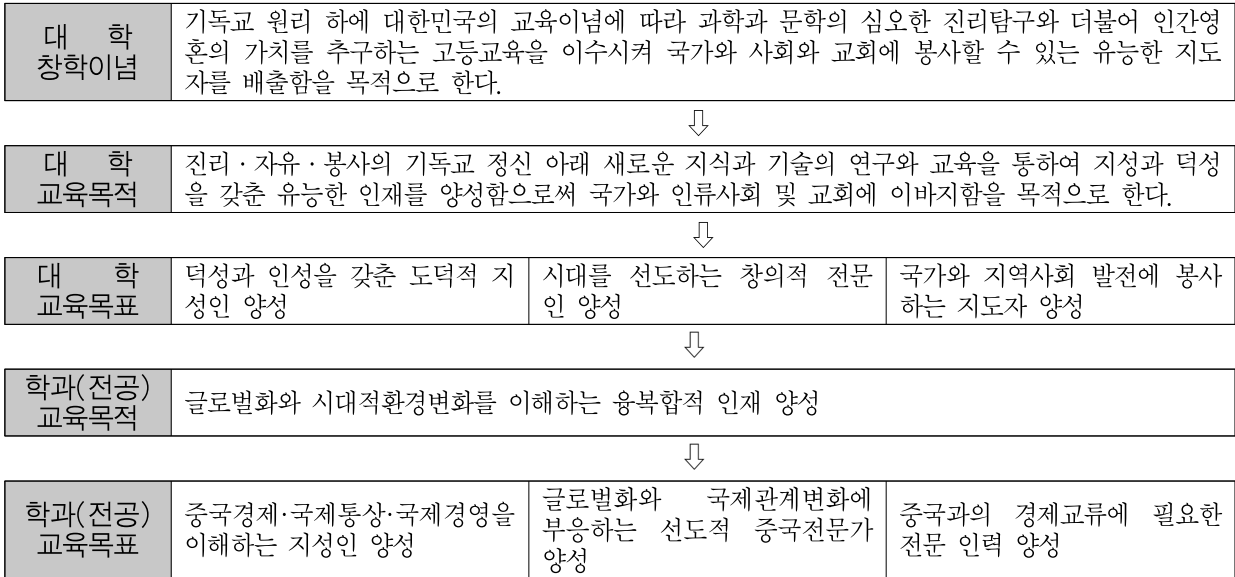 대 학
창학이념
기독교 원리 하에 대한민국의 교육이념에 따라 과학과 문학의 심오한 진리탐구와 더불어 인간영
혼의 가치를 추구하는 고등교육을 이수시켜 국가와 사회와 교회에 봉사할 수 있는 유능한 지도
자를 배출함을 목적으로 한다.
⇩
대 학
교육목적
진리·자유·봉사의 기독교 정신 아래 새로운 지식과 기술의 연구와 교육을 통하여 지성과 덕성
을 갖춘 유능한 인재를 양성함으로써 국가와 인류사회 및 교회에 이바지함을 목적으로 한다.
⇩
대 학
교육목표
덕성과 인성을 갖춘 도덕적 지
성인 양성
시대를 선도하는 창의적 전문
인 양성
국가와 지역사회 발전에 봉사
하는 지도자 양성
⇩
학과(전공)
교육목적
글로벌화와 시대적환경변화를 이해하는 융복합적 인재 양성
⇩
학과(전공)
교육목표
중국경제·국제통상·국제경영을
이해하는 지성인 양성
글로벌화와 국제관계변화에
부응하는 선도적 중국전문가
양성
중국과의 경제교류에 필요한
전문 인력 양성